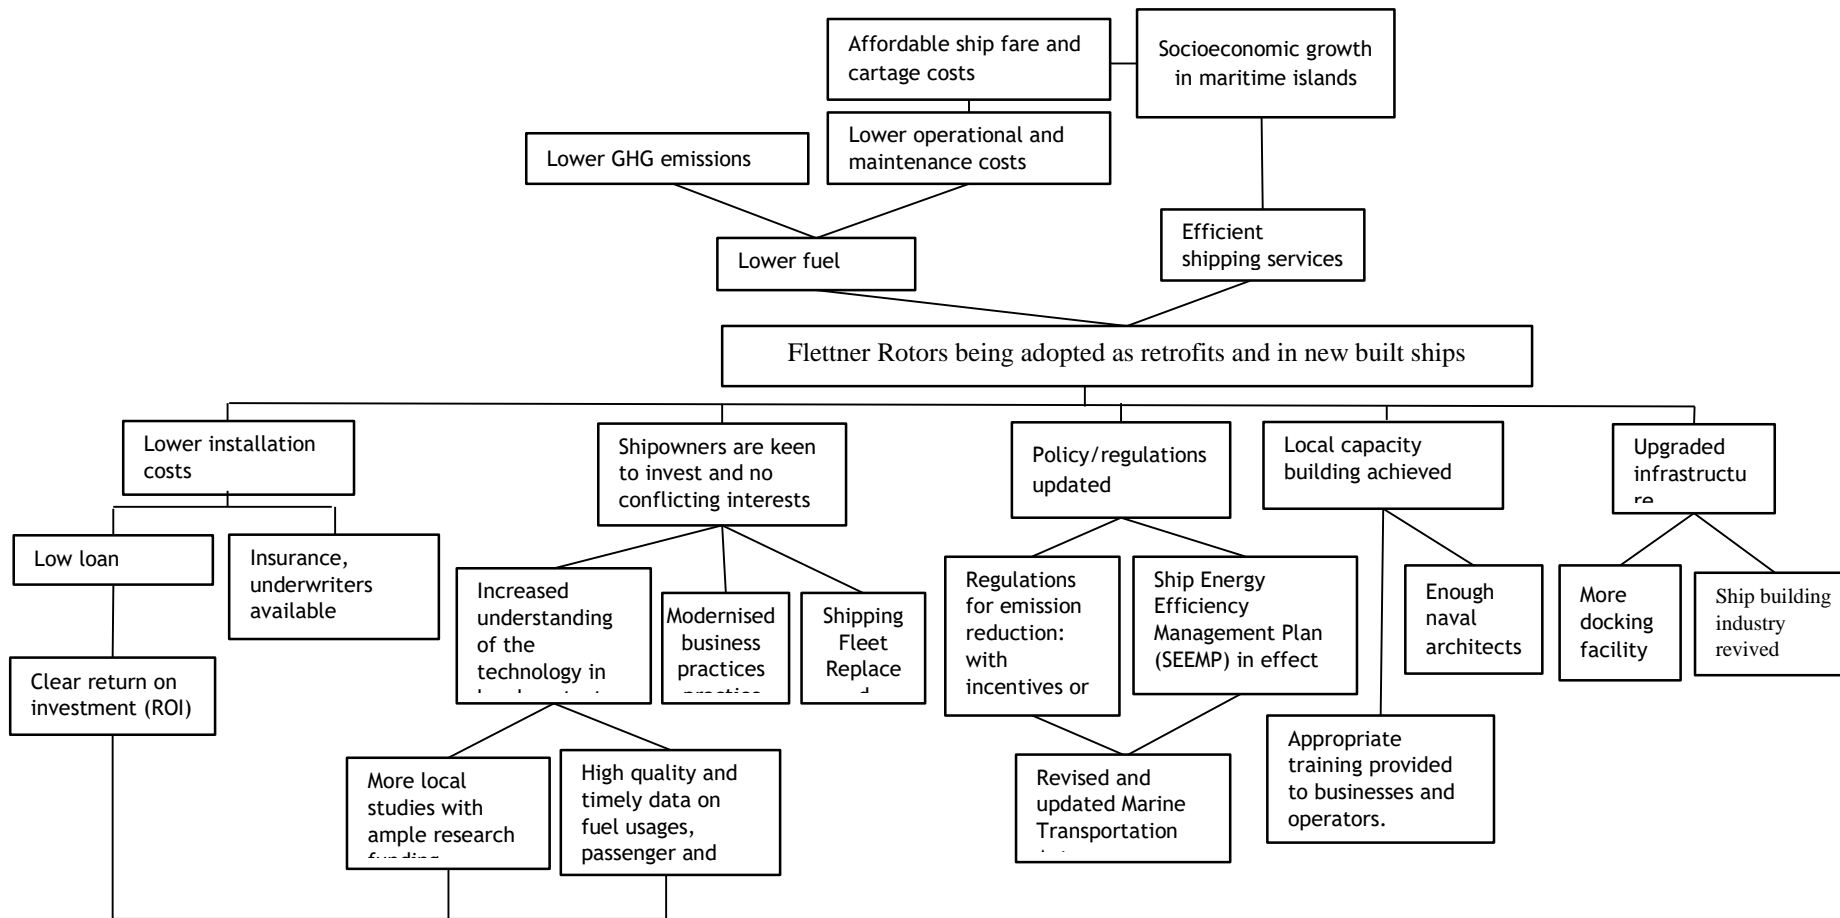 Affordable ship fare and
cartage costs
Socioeconomic growth
in maritime islands
Lower GHG emissions
Lower operational and
maintenance costs
Lower fuel
Efficient
shipping services
Flettner Rotors being adopted as retrofits and in new built ships
Lower installation
costs
Shipowners are keen
to invest and no
conflicting interests
Policy/regulations
updated
Local capacity
building achieved
Upgraded
infrastructu
re
Low loan
Insurance,
underwriters
available
Increased
understanding
of the
technology in
Modernised
business
practices
Shipping
Fleet
Replace
d
Regulations
for emission
reduction:
with
incentives or
Ship Energy
Efficiency
Management Plan
(SEEMP) in effect
Enough
naval
architects
More
docking
facility
Ship building
industry
revived
Clear return on
investment (ROI)
More local
studies with
ample research
funding
High quality and
timely data on
fuel usages,
passenger and
Revised and
updated Marine
Transportation
Appropriate
training provided
to businesses and
operators.